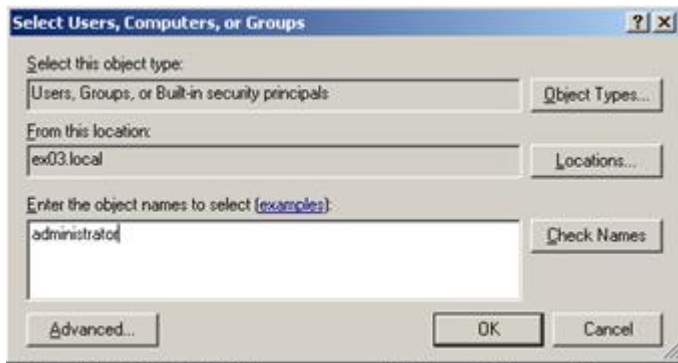 Select Users, Computers, or Groups
Select this object type:
Users, Groups, or Built-in security principals
Object Types...
From this location:
ex03.local
Locations...
Enter the object names to select (examples):
administrator
Check Names
Advanced...
OK
Cancel